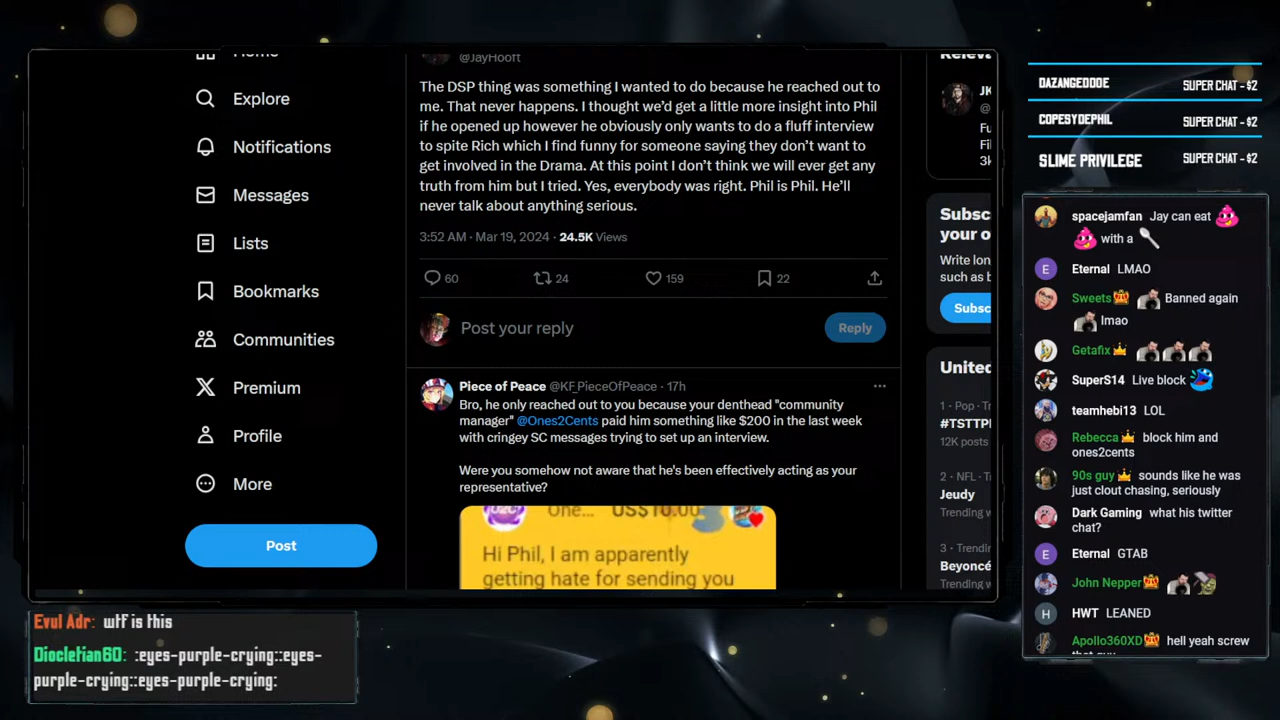 Home
Explore
Notifications
Messages
Lists
Bookmarks
Communities
Premium
Profile
More
Post
@JayHooft
The DSP thing was something I wanted to do because he reached out to
me. That never happens. I thought we'd get a little more insight into Phil
if he opened up however he obviously only wants to do a fluff interview
to spite Rich which I find funny for someone saying they don't want to
get involved in the Drama. At this point I don't think we will ever get any
truth from him but I tried. Yes, everybody was right. Phil is Phil. He'll
never talk about anything serious.
3:52 AM · Mar 19, 2024 · 24.5K Views
60 24 159 22
Post your reply
Reply
Piece of Peace @KF_PieceOfPeace · 17h
Bro, he only reached out to you because your denthead "community
manager" @Ones2Cents paid him something like $200 in the last week
with cringey SC messages trying to set up an interview.
Were you somehow not aware that he's been effectively acting as your
representative?
One... US$10.00
Hi Phil, I am apparently
getting hate for sending you
Releva
JK
@
Fu
Fil
3k
Subsc
your o
Write lon
such as b
Subsc
United
1 · Pop · Tr
#TSTTP
12K posts
2 · NFL · Tr
Jeudy
Trending w
3 · Trendin
Beyoncé
Trending w
DAZANGEDDOE SUPER CHAT - $2
COPESYDEPHIL SUPER CHAT - $2
SLIME PRIVILEGE SUPER CHAT - $2
spacejamfan Jay can eat
with a
Eternal LMAO
Sweets Banned again
lmao
Getafix
SuperS14 Live block
teamhebi13 LOL
Rebecca block him and
ones2cents
90s guy sounds like he was
just clout chasing, seriously
Dark Gaming what his twitter
chat?
Eternal GTAB
John Nepper
HWT LEANED
Apollo360XD hell yeah screw
that guy
Evul Adr: wtf is this
Diocletian60: :eyes-purple-crying::eyes-
purple-crying::eyes-purple-crying: